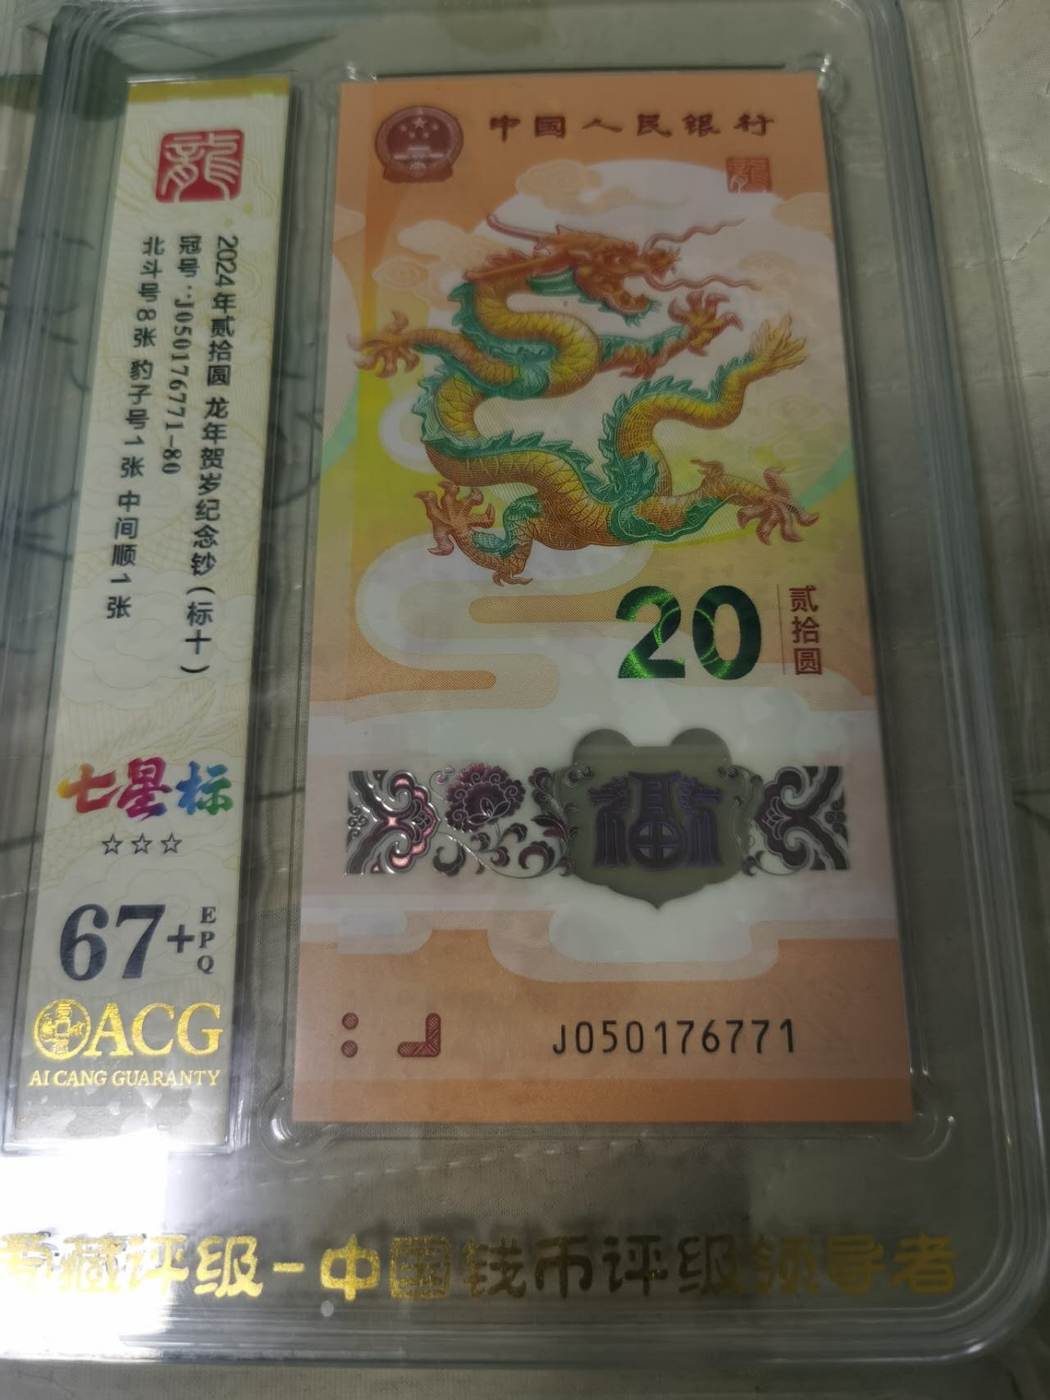 龍
2024年贰拾圆 龙年贺岁纪念钞(标十)
冠号:J050176771-80
北斗号8张 豹子号1张 中间顺1张
七星标
☆☆☆
67+
EPQ
ACG
AI CANG GUARANTY
中国人民银行
20
贰拾圆
福
J050176771
藏评级-中国钱币评级领导者